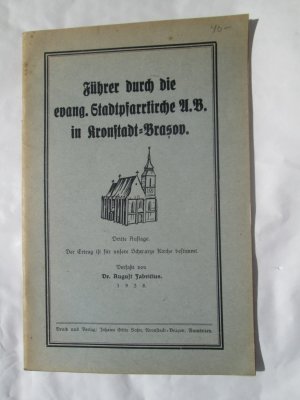 40-
Führer durch die
evang. Stadtpfarrkirche A.B.
in Kronstadt-Brașov.
Dritte Auflage.
Der Ertrag ist für unsere Schwarze Kirche bestimmt.
Verfaßt von
Dr. August Fabritius.
1938
Druck und Verlag: Johann Götts Sohn, Kronstadt-Brașov, Rumänien.